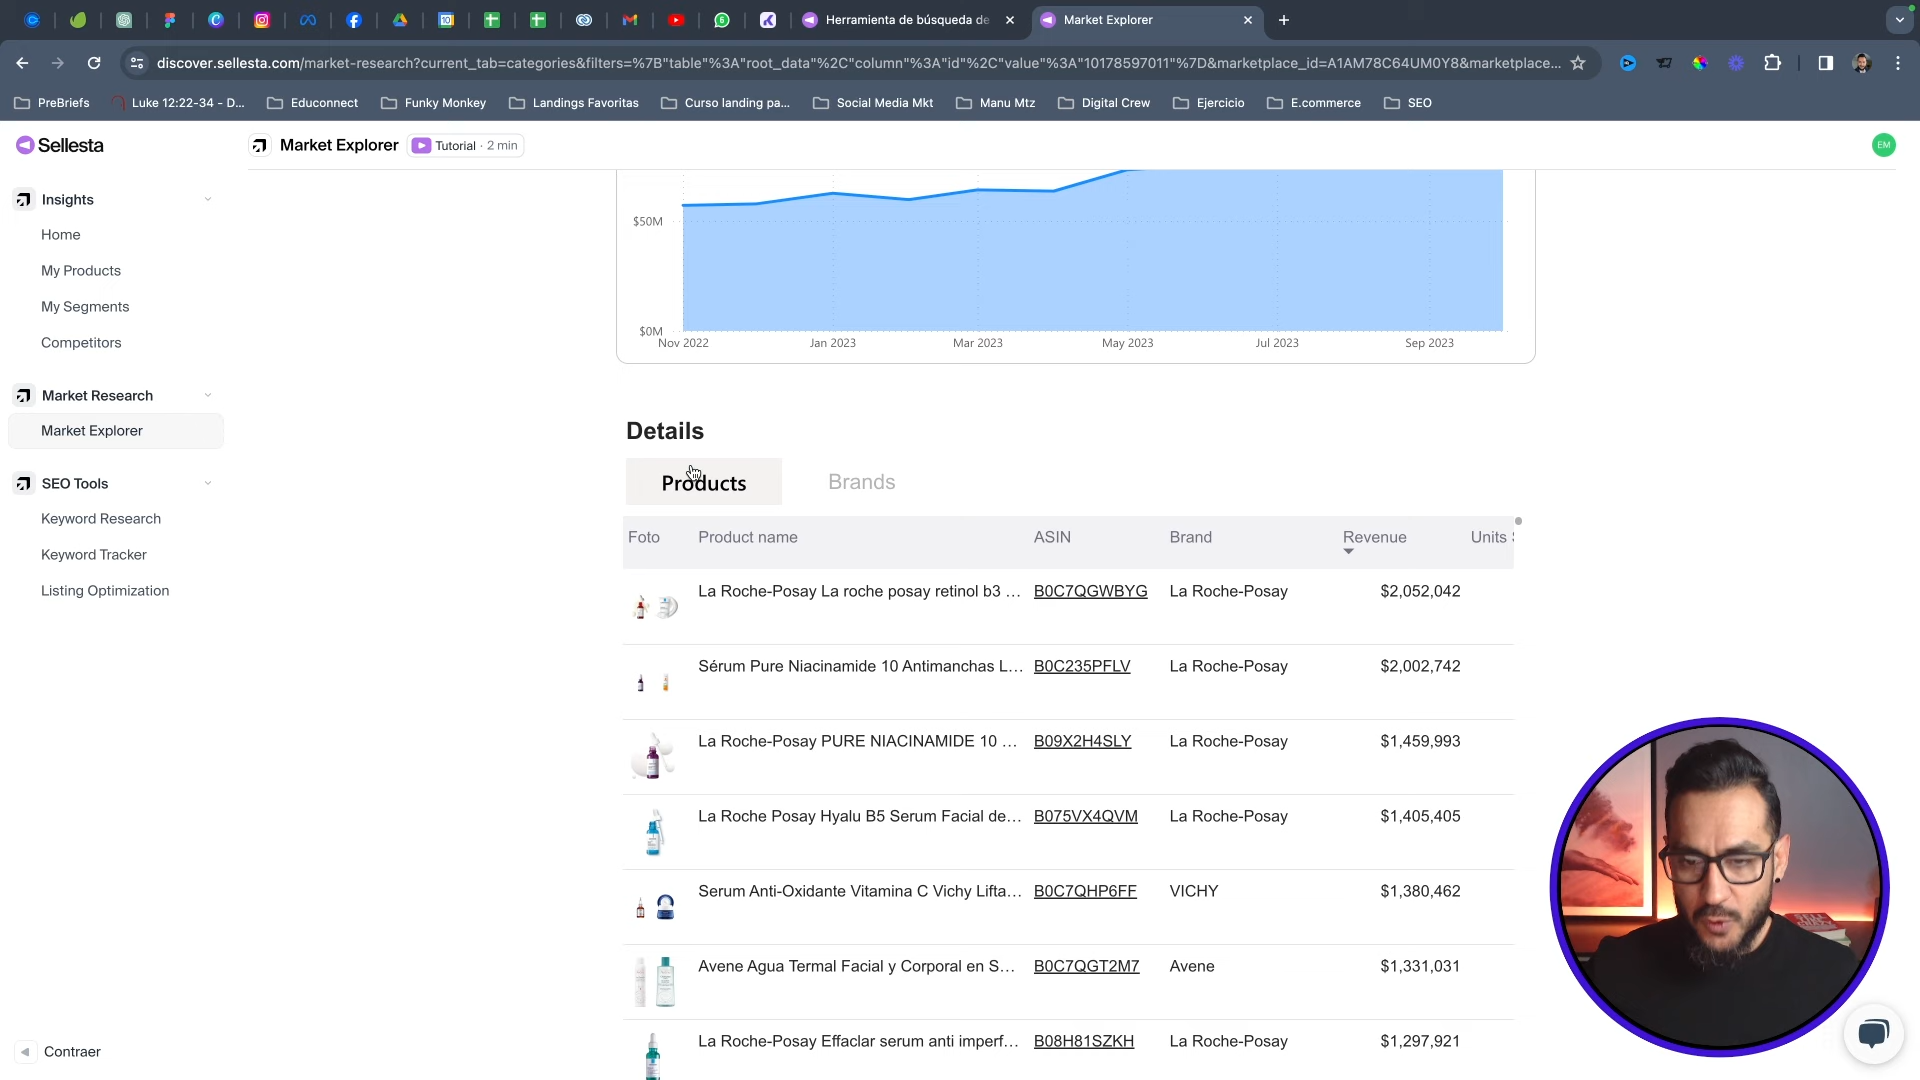 Herramienta de búsqueda de
Market Explorer
discover.sellesta.com/market-research?current_tab=categories&filters=%7B"table"%3A"root_data"%2C"column"%3A"id"%2C"value"%3A"10178597011"%7D&marketplace_id=A1AM78C64UM0Y8&marketplace...
PreBriefs
Luke 12:22-34 - D...
Educonnect
Funky Monkey
Landings Favoritas
Curso landing pa...
Social Media Mkt
Manu Mtz
Digital Crew
Ejercicio
E.commerce
SEO
Sellesta
Market Explorer
Tutorial · 2 min
EM
Insights
Home
My Products
My Segments
Competitors
Market Research
Market Explorer
SEO Tools
Keyword Research
Keyword Tracker
Listing Optimization
Contraer
$50M
$0M
Nov 2022 Jan 2023 Mar 2023 May 2023 Jul 2023 Sep 2023
Details
Products Brands
Foto Product name ASIN Brand Revenue Units
La Roche-Posay La roche posay retinol b3 ... B0C7QGWBYG La Roche-Posay $2,052,042
Sérum Pure Niacinamide 10 Antimanchas L... B0C235PFLV La Roche-Posay $2,002,742
La Roche-Posay PURE NIACINAMIDE 10 ... B09X2H4SLY La Roche-Posay $1,459,993
La Roche Posay Hyalu B5 Serum Facial de... B075VX4QVM La Roche-Posay $1,405,405
Serum Anti-Oxidante Vitamina C Vichy Lifta... B0C7QHP6FF VICHY $1,380,462
Avene Agua Termal Facial y Corporal en S... B0C7QGT2M7 Avene $1,331,031
La Roche-Posay Effaclar serum anti imperf... B08H81SZKH La Roche-Posay $1,297,921